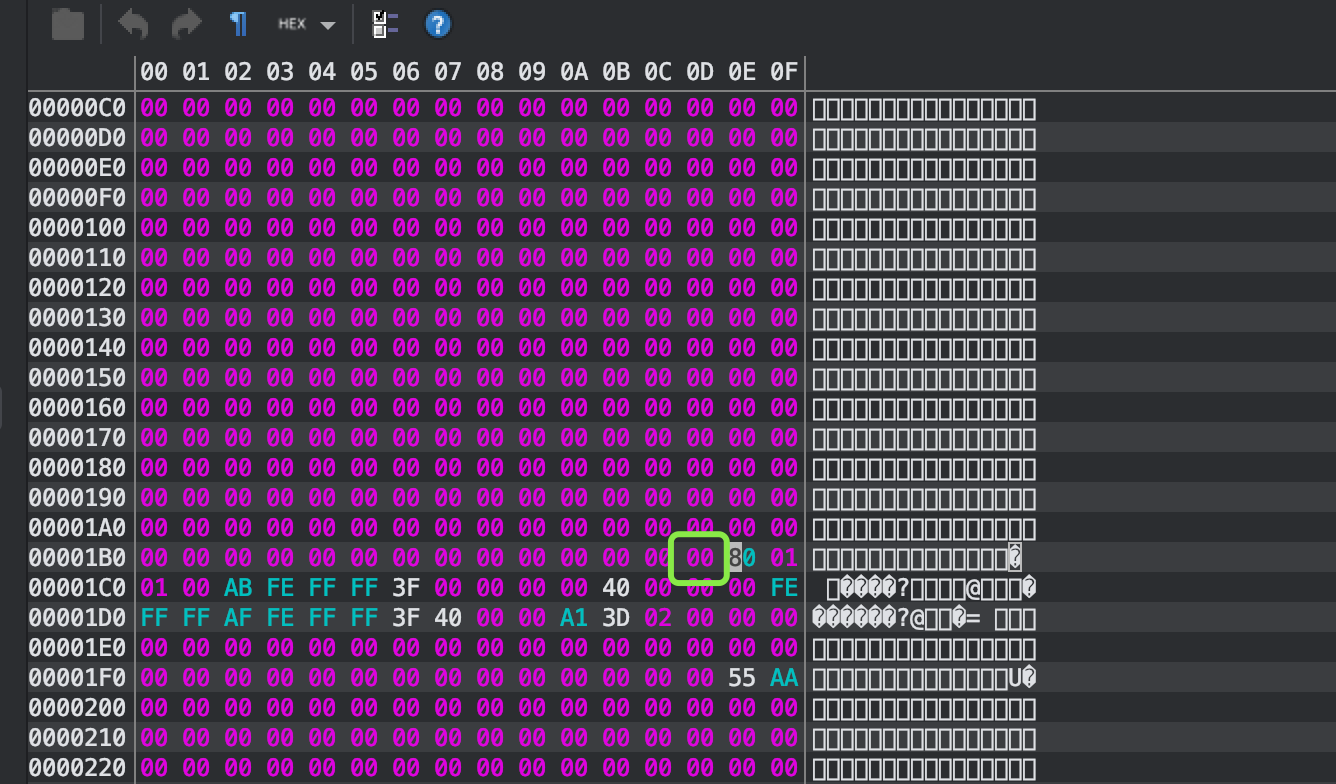 HEX
00 01 02 03 04 05 06 07 08 09 0A 0B 0C 0D 0E 0F
00000C0 00 00 00 00 00 00 00 00 00 00 00 00 00 00 00 00
00000D0 00 00 00 00 00 00 00 00 00 00 00 00 00 00 00 00
00000E0 00 00 00 00 00 00 00 00 00 00 00 00 00 00 00 00
00000F0 00 00 00 00 00 00 00 00 00 00 00 00 00 00 00 00
0000100 00 00 00 00 00 00 00 00 00 00 00 00 00 00 00 00
0000110 00 00 00 00 00 00 00 00 00 00 00 00 00 00 00 00
0000120 00 00 00 00 00 00 00 00 00 00 00 00 00 00 00 00
0000130 00 00 00 00 00 00 00 00 00 00 00 00 00 00 00 00
0000140 00 00 00 00 00 00 00 00 00 00 00 00 00 00 00 00
0000150 00 00 00 00 00 00 00 00 00 00 00 00 00 00 00 00
0000160 00 00 00 00 00 00 00 00 00 00 00 00 00 00 00 00
0000170 00 00 00 00 00 00 00 00 00 00 00 00 00 00 00 00
0000180 00 00 00 00 00 00 00 00 00 00 00 00 00 00 00 00
0000190 00 00 00 00 00 00 00 00 00 00 00 00 00 00 00 00
00001A0 00 00 00 00 00 00 00 00 00 00 00 00 00 00 00 00
00001B0 00 00 00 00 00 00 00 00 00 00 00 00 00 00 80 01
00001C0 01 00 AB FE FF FF 3F 00 00 00 00 40 00 00 00 FE ����?@�
00001D0 FF FF AF FE FF FF 3F 40 00 00 A1 3D 02 00 00 00 ������?@�=
00001E0 00 00 00 00 00 00 00 00 00 00 00 00 00 00 00 00
00001F0 00 00 00 00 00 00 00 00 00 00 00 00 00 00 55 AA U�
0000200 00 00 00 00 00 00 00 00 00 00 00 00 00 00 00 00
0000210 00 00 00 00 00 00 00 00 00 00 00 00 00 00 00 00
0000220 00 00 00 00 00 00 00 00 00 00 00 00 00 00 00 00